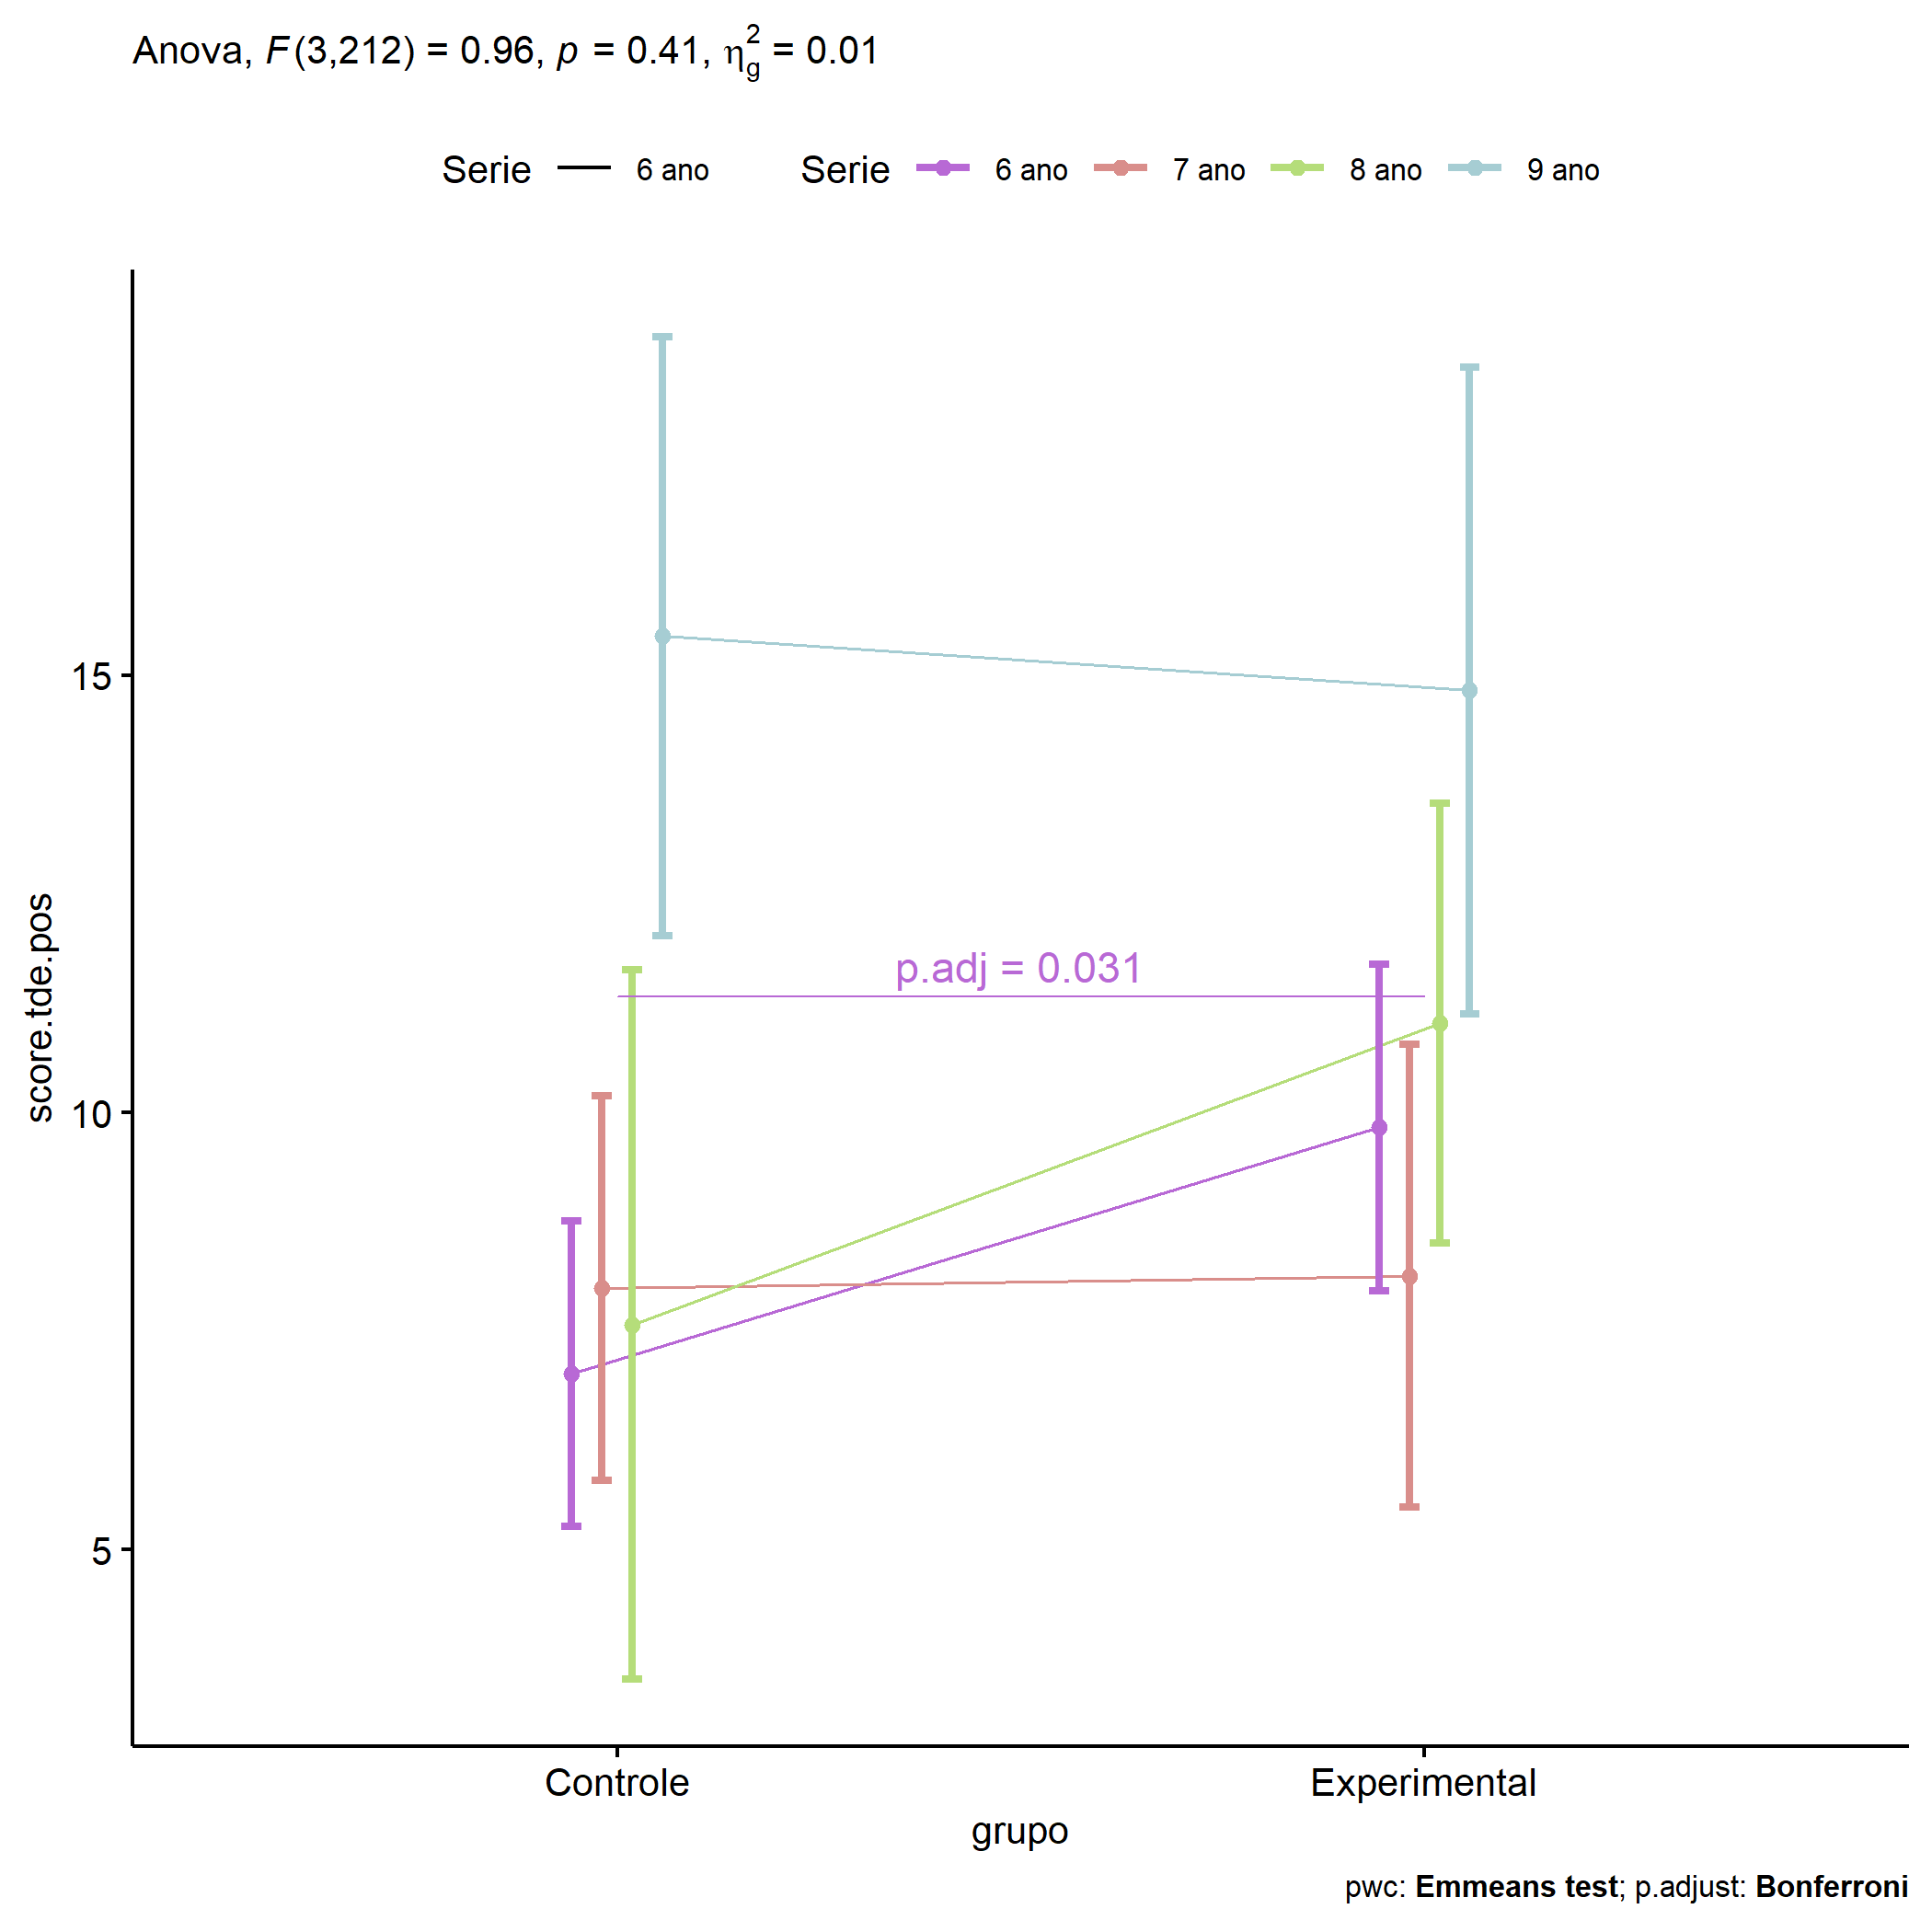 Anova, F(3,212) = 0.96, p = 0.41, η²g = 0.01
Serie 6 ano Serie 6 ano 7 ano 8 ano 9 ano
score.tde.pos
15
10
5
p.adj = 0.031
Controle Experimental
grupo
pwc: Emmeans test; p.adjust: Bonferroni